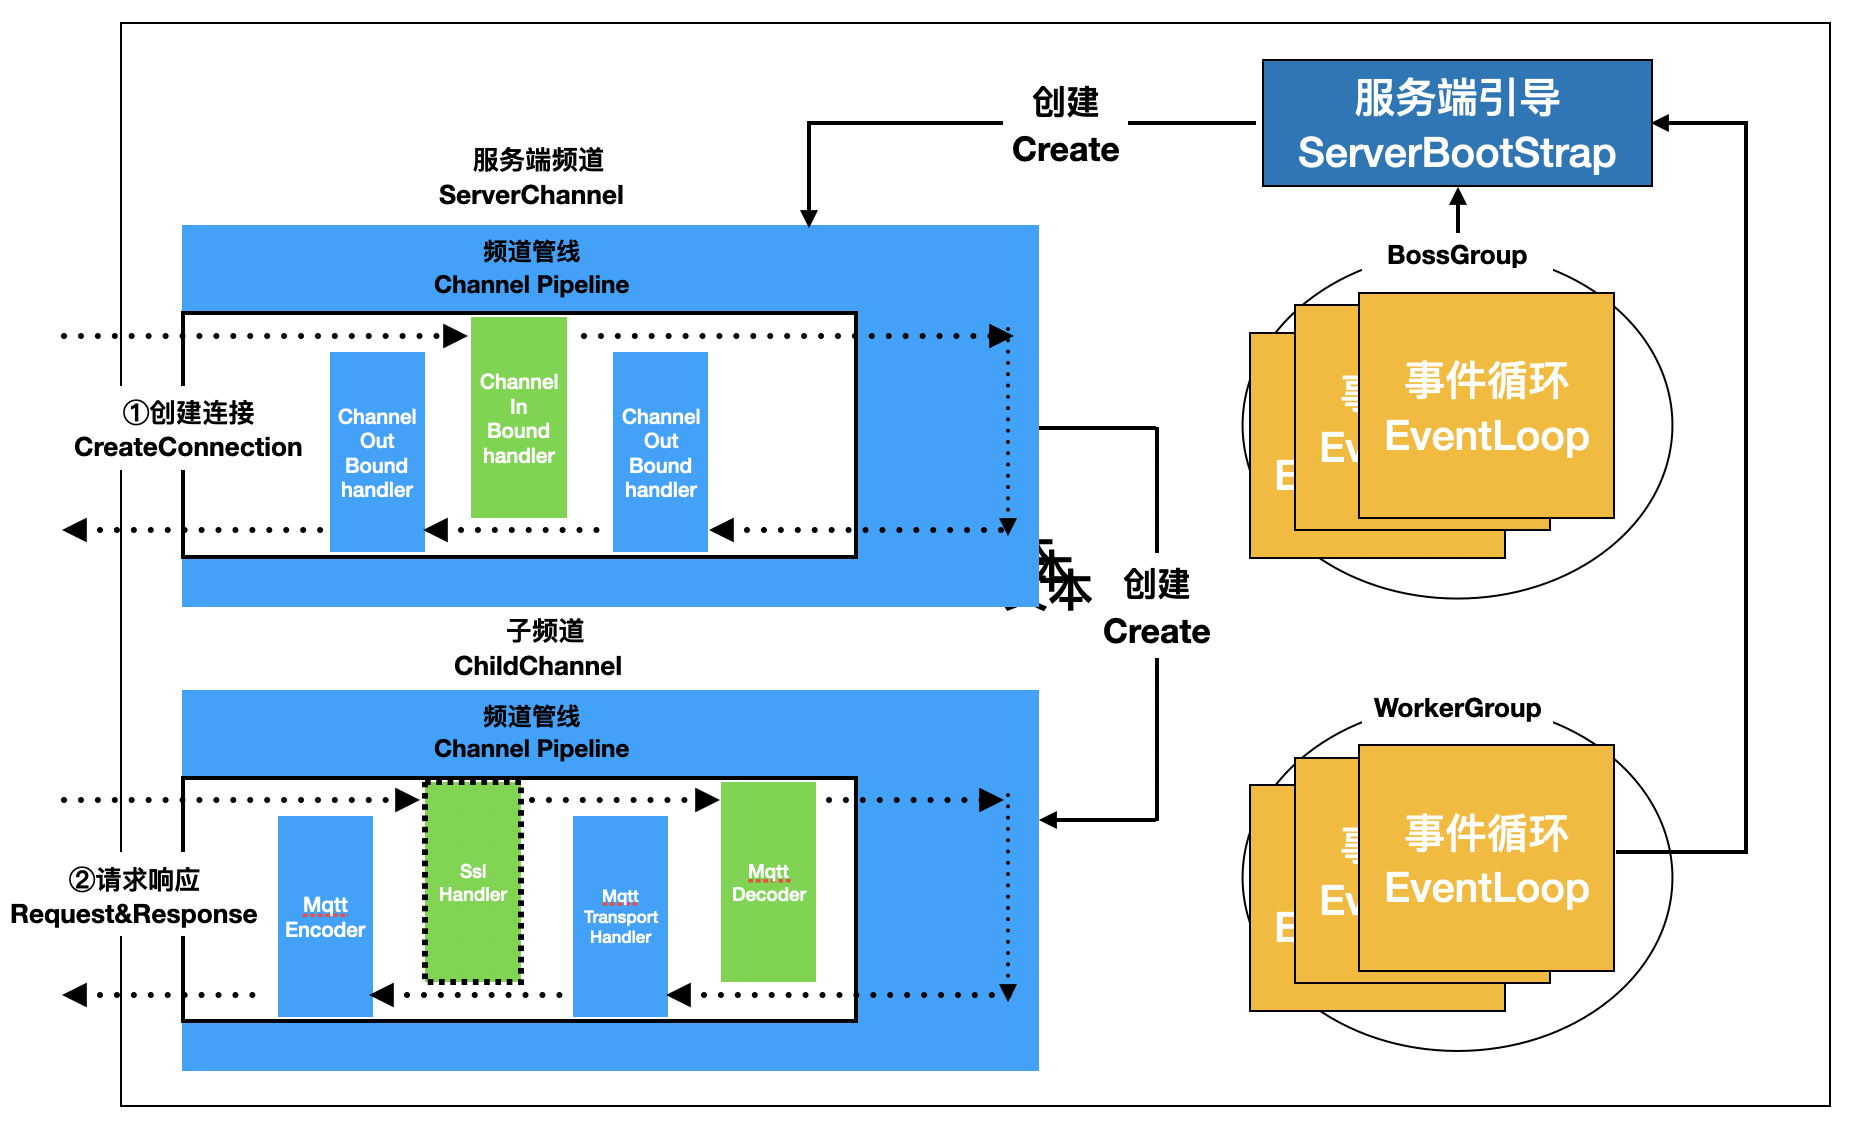 创建
Create
服务端引导
ServerBootStrap
服务端频道
ServerChannel
频道管线
Channel Pipeline
BossGroup
①创建连接
CreateConnection
Channel
Out
Bound
handler
Channel
In
Bound
handler
Channel
Out
Bound
handler
事件循环
EventLoop
Ev
E
本
本
创建
Create
子频道
ChildChannel
频道管线
Channel Pipeline
WorkerGroup
②请求响应
Request&Response
Mqtt
Encoder
Ssl
Handler
Mqtt
Transport
Handler
Mqtt
Decoder
事件循环
EventLoop
Ev
E